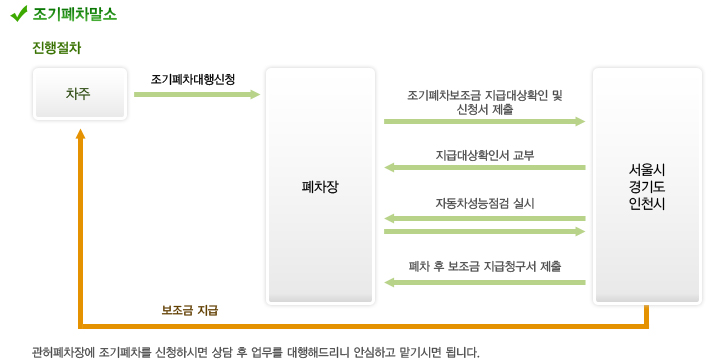 조기폐차말소
진행절차
차주
조기폐차대행신청
폐차장
조기폐차보조금 지급대상확인 및
신청서 제출
지급대상확인서 교부
자동차성능점검 실시
폐차 후 보조금 지급청구서 제출
서울시
경기도
인천시
보조금 지급
관허폐차장에 조기폐차를 신청하시면 상담 후 업무를 대행해드리니 안심하고 맡기시면 됩니다.